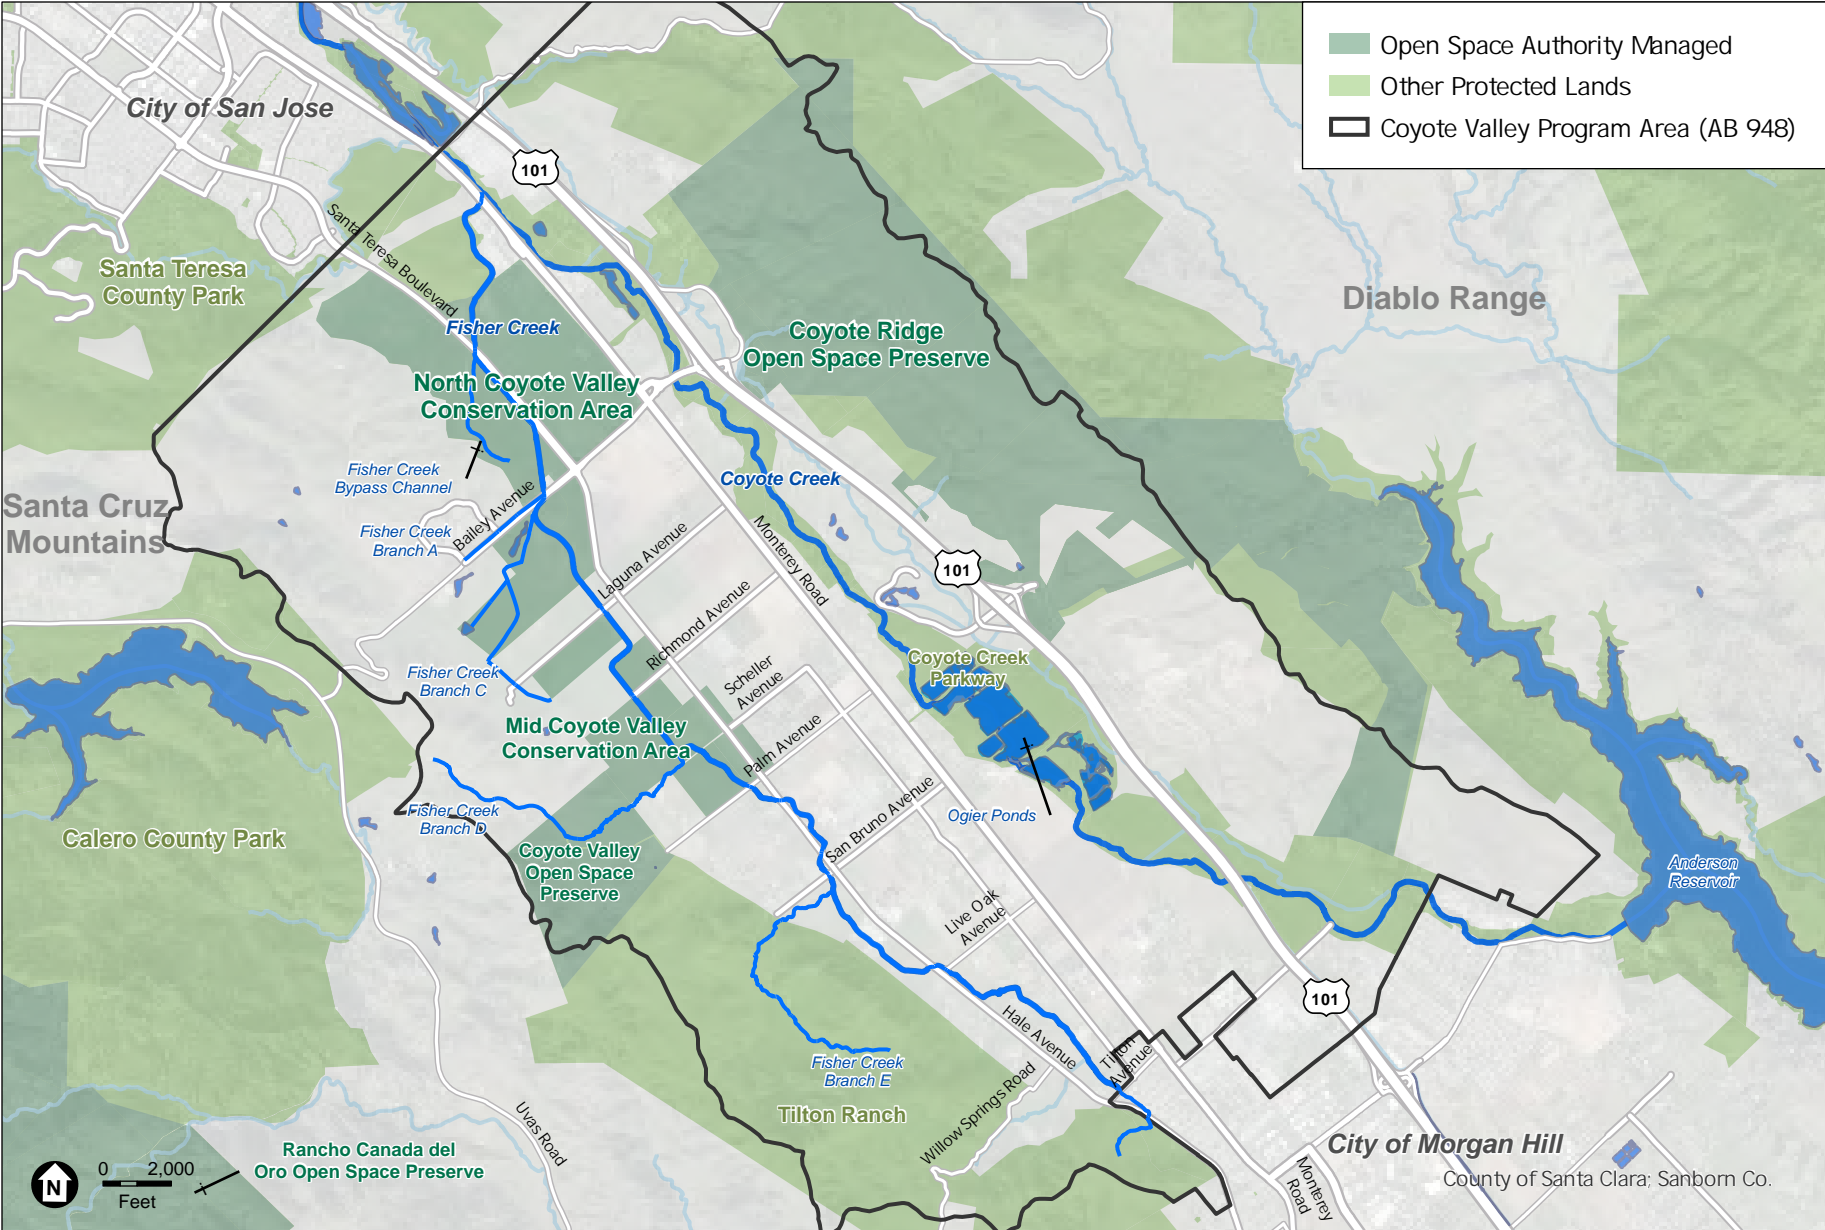 Open Space Authority Managed
Other Protected Lands
Coyote Valley Program Area (AB 948)
City of San Jose
101
Santa Teresa Boulevard
Santa Teresa
County Park
Diablo Range
Fisher Creek
Coyote Ridge
Open Space Preserve
North Coyote Valley
Conservation Area
Fisher Creek
Bypass Channel
Coyote Creek
Santa Cruz
Mountains
Fisher Creek
Branch A
Bailey Avenue
Laguna Avenue
Monterey Road
101
Richmond Avenue
Scheller
Avenue
Coyote Creek
Parkway
Fisher Creek
Branch C
Mid Coyote Valley
Conservation Area
Palm Avenue
Fisher Creek
Branch D
San Bruno Avenue
Ogier Ponds
Calero County Park
Coyote Valley
Open Space
Preserve
Anderson
Reservoir
Live Oak
Avenue
101
Hale Avenue
Tilton
Avenue
Fisher Creek
Branch E
Tilton Ranch
Willow Springs Road
Uvas Road
Rancho Canada del
Oro Open Space Preserve
City of Morgan Hill
County of Santa Clara; Sanborn Co.
Monterey
Road
N
0 2,000
Feet